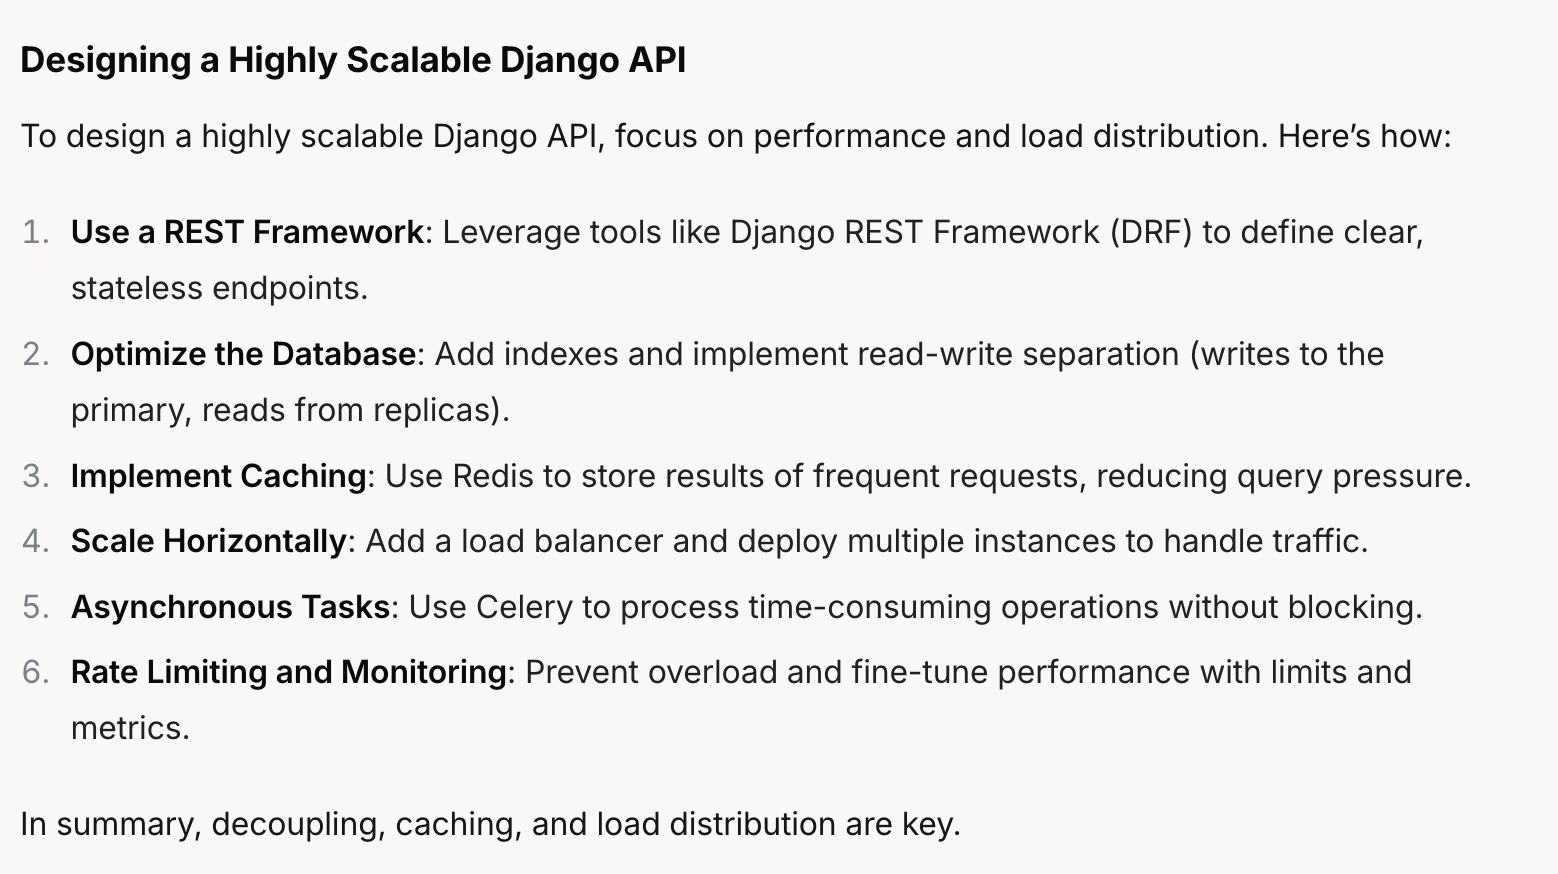 Designing a Highly Scalable Django API
To design a highly scalable Django API, focus on performance and load distribution. Here’s how:
1. Use a REST Framework: Leverage tools like Django REST Framework (DRF) to define clear,
stateless endpoints.
2. Optimize the Database: Add indexes and implement read-write separation (writes to the
primary, reads from replicas).
3. Implement Caching: Use Redis to store results of frequent requests, reducing query pressure.
4. Scale Horizontally: Add a load balancer and deploy multiple instances to handle traffic.
5. Asynchronous Tasks: Use Celery to process time-consuming operations without blocking.
6. Rate Limiting and Monitoring: Prevent overload and fine-tune performance with limits and
metrics.
In summary, decoupling, caching, and load distribution are key.